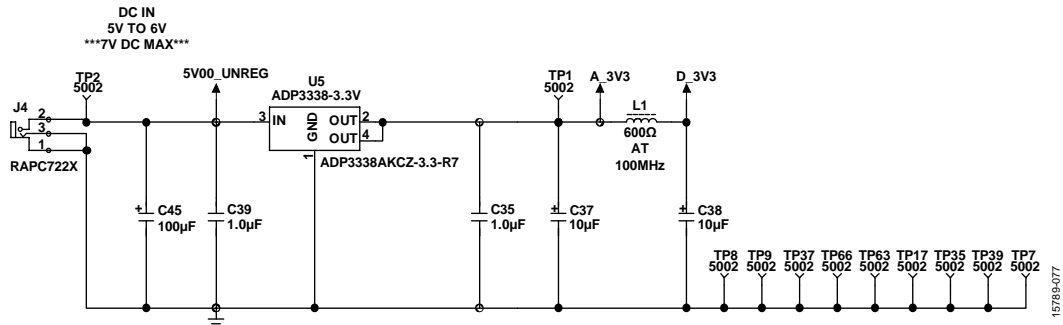 DC IN
5V TO 6V
***7V DC MAX***
TP2
5002
5V00_UNREG
U5
ADP3338-3.3V
TP1
5002
A_3V3
D_3V3
J4
2
3
1
RAPC722X
3
IN
GND
OUT
2
OUT
4
1
ADP3338AKCZ-3.3-R7
L1
600Ω
AT
100MHz
+
C45
100µF
C39
1.0µF
C35
1.0µF
+
C37
10µF
+
C38
10µF
TP8
5002
TP9
5002
TP37
5002
TP66
5002
TP63
5002
TP17
5002
TP35
5002
TP39
5002
TP7
5002
15789-077